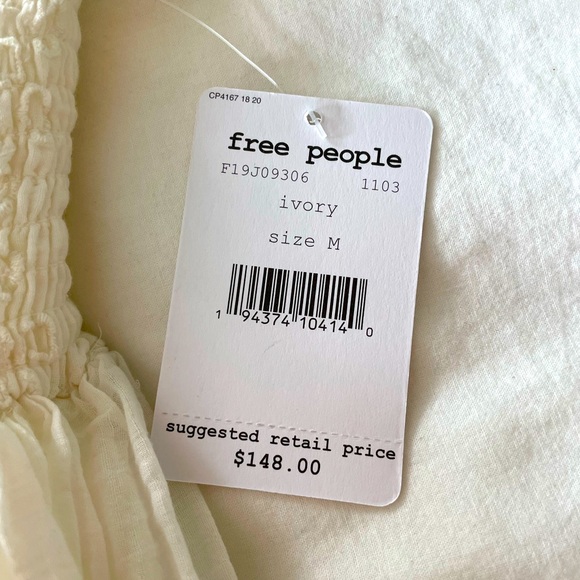 CP4167 18 20
free people
F19J09306 1103
ivory
size M
1 94374 10414 0
suggested retail price
$148.00